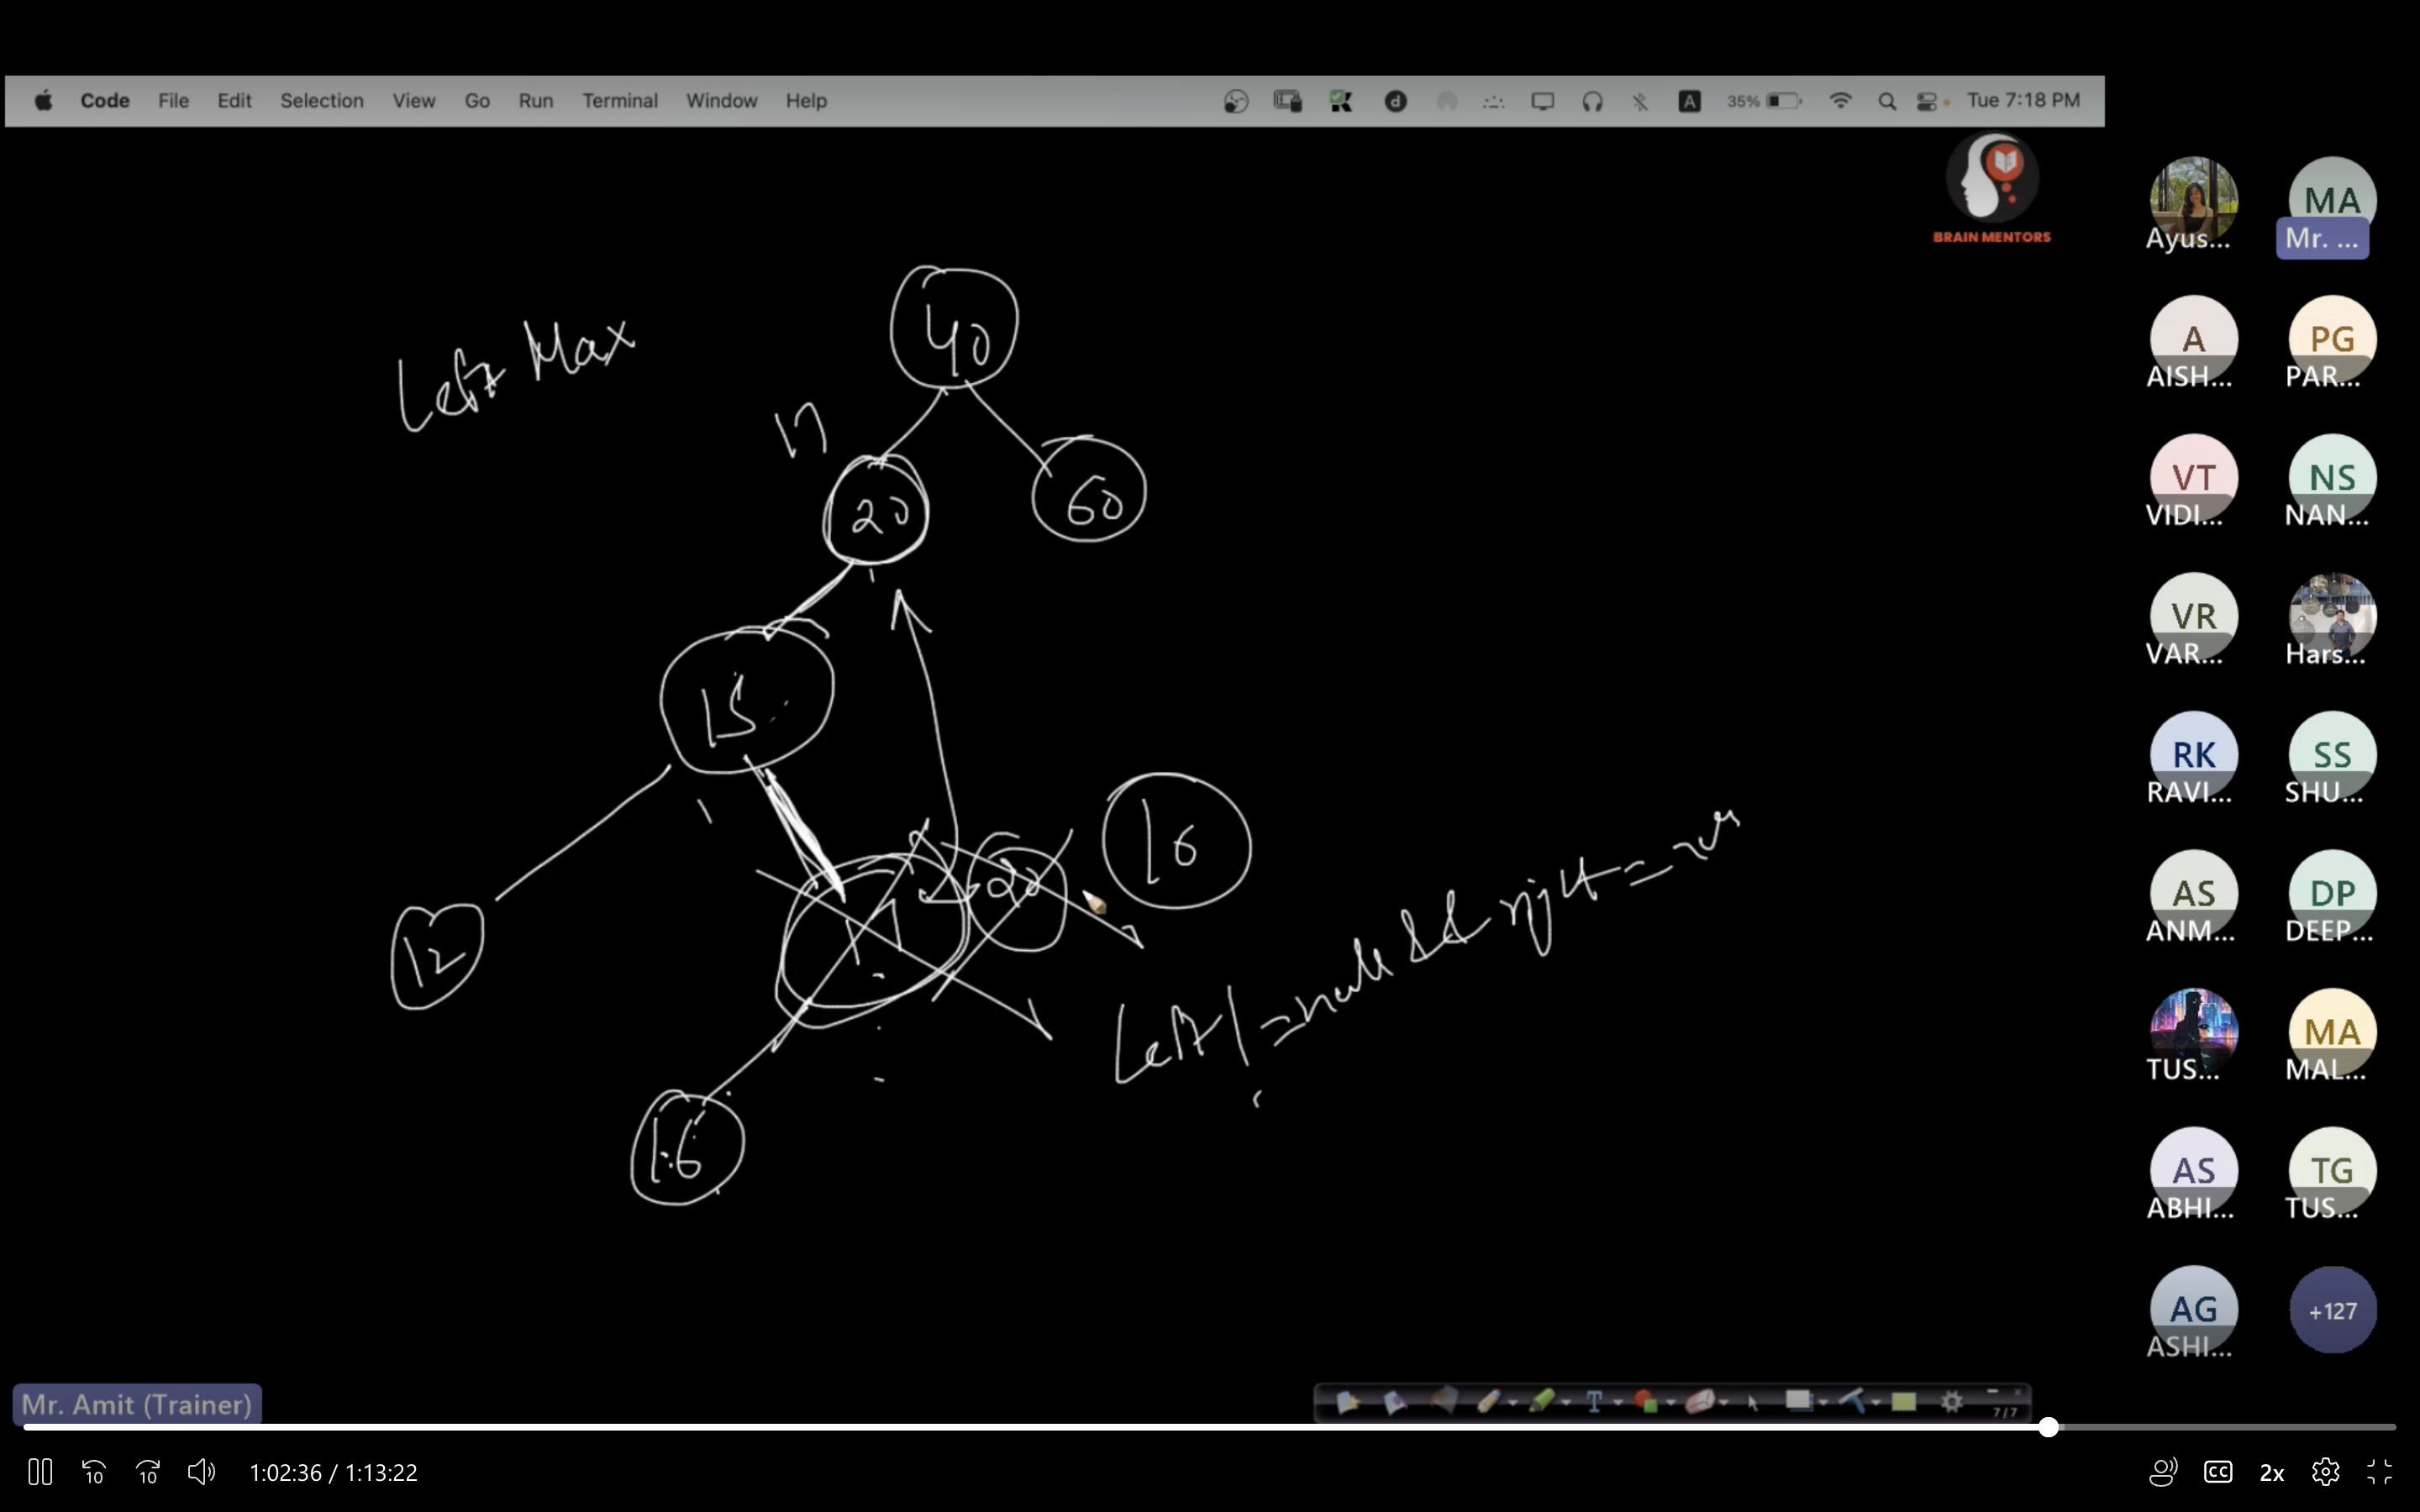 Code File Edit Selection View Go Run Terminal Window Help 35% Tue 7:18 PM
BRAIN MENTORS
Left Max
40
17
20
60
15
16
20
17
12
Left != null && right =
16
Ayus... MA Mr. ...
A AISH... PG PAR...
VT VIDI... NS NAN...
VR VAR... Hars...
RK RAVI... SS SHU...
AS ANM... DP DEEP...
TUS... MA MAL...
AS ABHI... TG TUS...
AG ASHI... +127
Mr. Amit (Trainer)
7/7
10 10 1:02:36 / 1:13:22 CC 2x